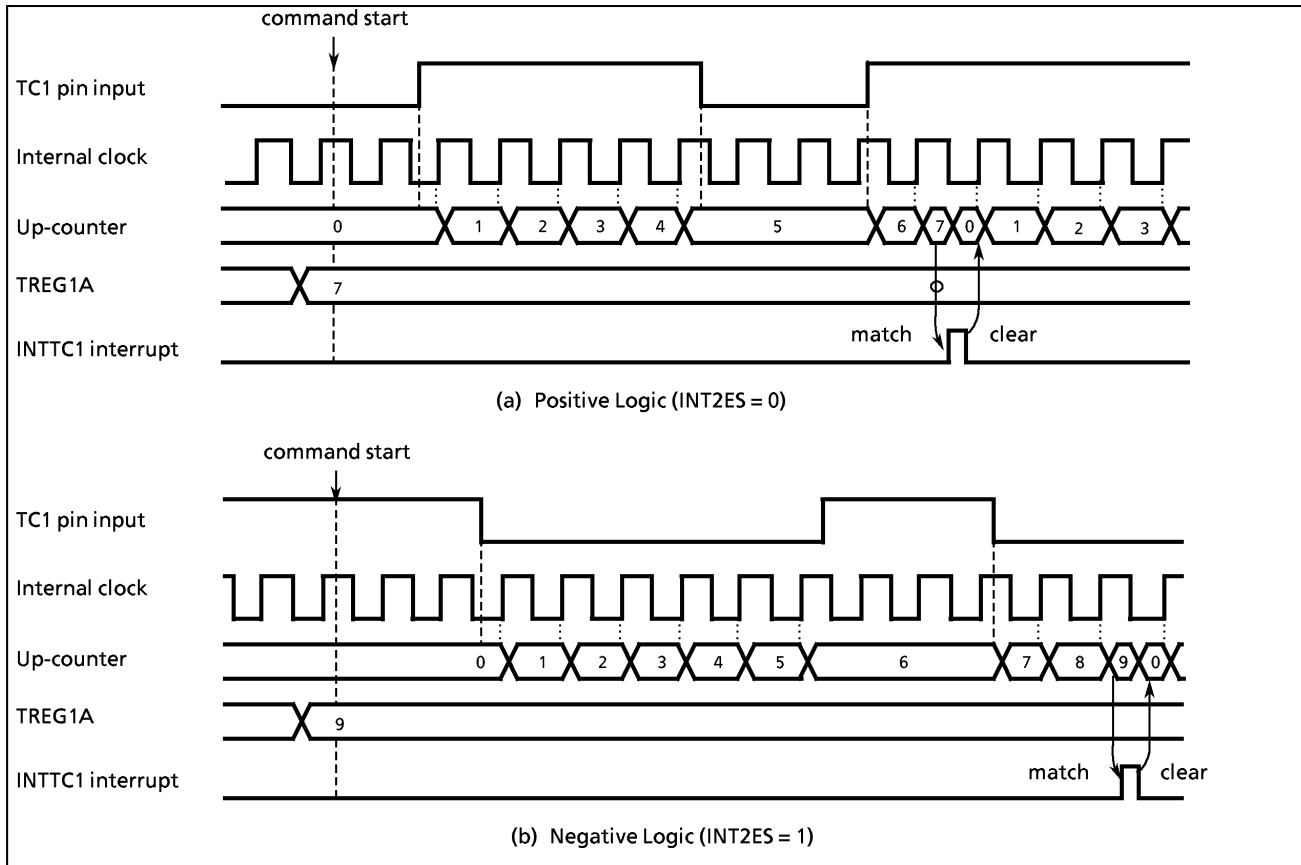 command start
TC1 pin input
Internal clock
Up-counter 0 1 2 3 4 5 6 7 0 1 2 3
TREG1A 7
match clear
INTTC1 interrupt
(a) Positive Logic (INT2ES = 0)
command start
TC1 pin input
Internal clock
Up-counter 0 1 2 3 4 5 6 7 8 9 0
TREG1A 9
INTTC1 interrupt match clear
(b) Negative Logic (INT2ES = 1)